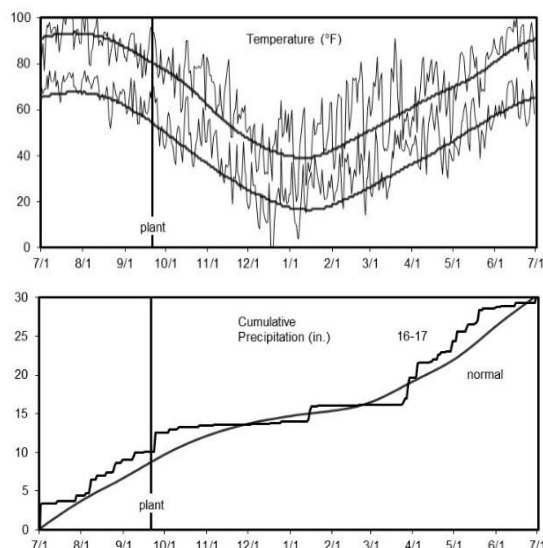 Temperature (°F)
100
80
60
40
20
0
plant
7/1 8/1 9/1 10/1 11/1 12/1 1/1 2/1 3/1 4/1 5/1 6/1 7/1
Cumulative
Precipitation (in.)
16-17
normal
30
25
20
15
10
5
0
plant
7/1 8/1 9/1 10/1 11/1 12/1 1/1 2/1 3/1 4/1 5/1 6/1 7/1